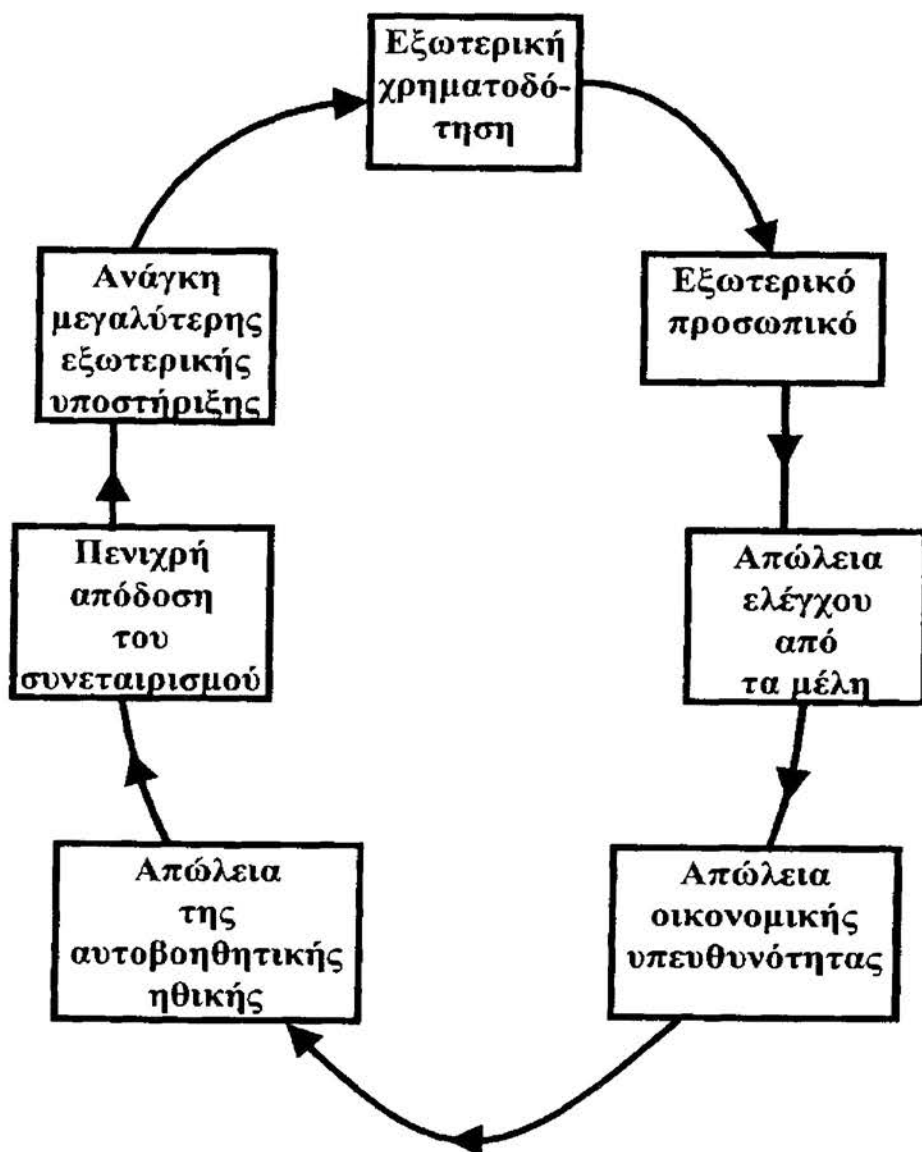 Εξωτερική
χρηματοδό-
τηση
Εξωτερικό
προσωπικό
Απώλεια
ελέγχου
από
τα μέλη
Απώλεια
οικονομικής
υπευθυνότητας
Απώλεια
της
αυτοβοηθητικής
ηθικής
Πενιχρή
απόδοση
του
συνεταιρισμού
Ανάγκη
μεγαλύτερης
εξωτερικής
υποστήριξης